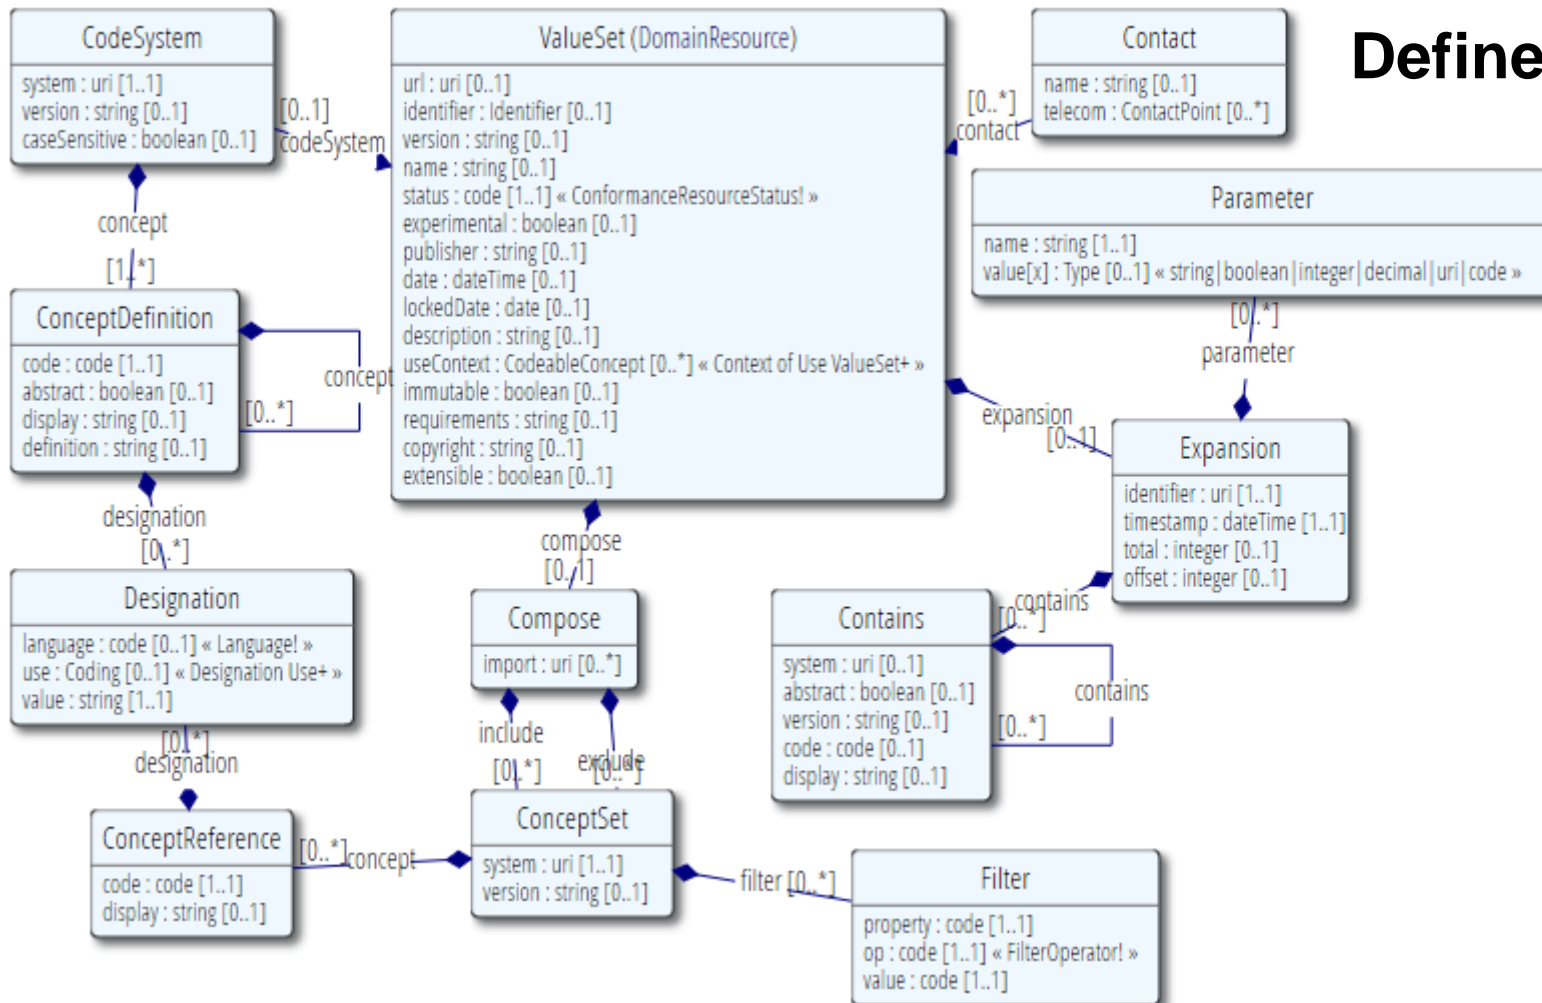 Define
CodeSystem
system : uri [1..1]
version : string [0..1]
caseSensitive : boolean [0..1]
[0..1]
codeSystem
ValueSet (DomainResource)
url : uri [0..1]
identifier : Identifier [0..1]
version : string [0..1]
name : string [0..1]
status : code [1..1] « ConformanceResourceStatus! »
experimental : boolean [0..1]
publisher : string [0..1]
date : dateTime [0..1]
lockedDate : date [0..1]
description : string [0..1]
useContext : CodeableConcept [0..*] « Context of Use ValueSet+ »
immutable : boolean [0..1]
requirements : string [0..1]
copyright : string [0..1]
extensible : boolean [0..1]
[0..*]
contact
Contact
name : string [0..1]
telecom : ContactPoint [0..*]
Parameter
name : string [1..1]
value[x] : Type [0..1] « string|boolean|integer|decimal|uri|code »
[0..*]
parameter
concept
[1..*]
ConceptDefinition
code : code [1..1]
abstract : boolean [0..1]
display : string [0..1]
definition : string [0..1]
concept
[0..*]
expansion
[0..1]
Expansion
identifier : uri [1..1]
timestamp : dateTime [1..1]
total : integer [0..1]
offset : integer [0..1]
designation
[0..*]
Designation
language : code [0..1] « Language! »
use : Coding [0..1] « Designation Use+ »
value : string [1..1]
compose
[0..1]
Compose
import : uri [0..*]
contains
[0..*]
Contains
system : uri [0..1]
abstract : boolean [0..1]
version : string [0..1]
code : code [0..1]
display : string [0..1]
contains
[0..*]
[0..*]
designation
include
[0..*]
exclude
[0..*]
ConceptReference
code : code [1..1]
display : string [0..1]
[0..*]
concept
ConceptSet
system : uri [1..1]
version : string [0..1]
filter [0..*]
Filter
property : code [1..1]
op : code [1..1] « FilterOperator! »
value : code [1..1]